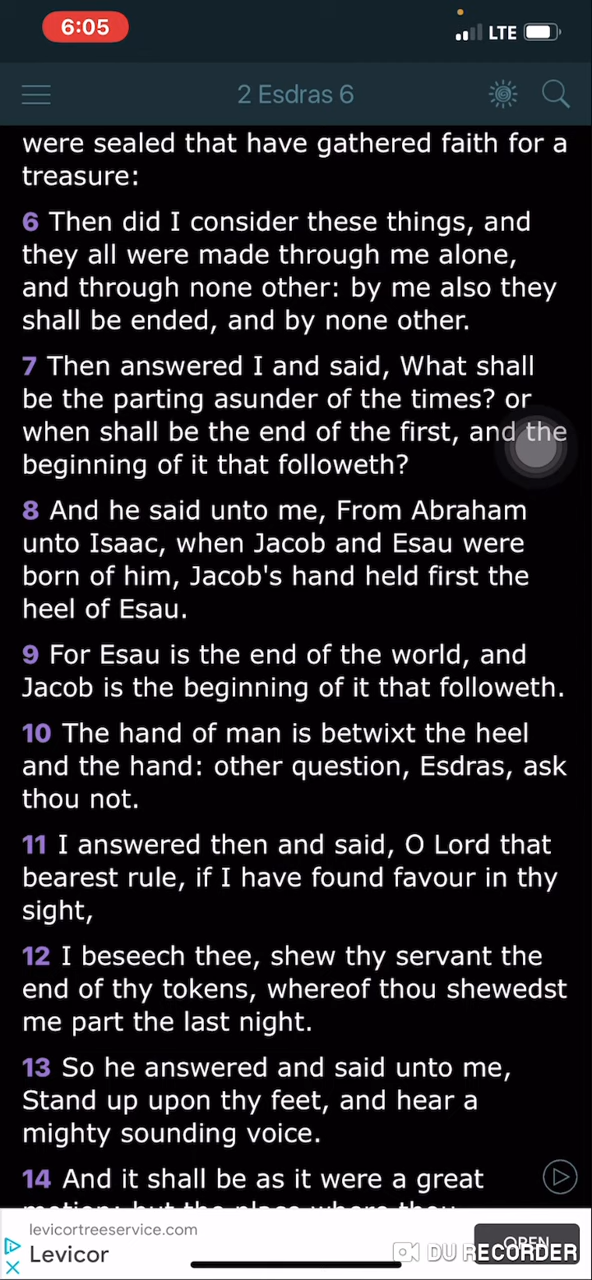 6:05
LTE
2 Esdras 6
were sealed that have gathered faith for a
treasure:
6 Then did I consider these things, and
they all were made through me alone,
and through none other: by me also they
shall be ended, and by none other.
7 Then answered I and said, What shall
be the parting asunder of the times? or
when shall be the end of the first, and the
beginning of it that followeth?
8 And he said unto me, From Abraham
unto Isaac, when Jacob and Esau were
born of him, Jacob's hand held first the
heel of Esau.
9 For Esau is the end of the world, and
Jacob is the beginning of it that followeth.
10 The hand of man is betwixt the heel
and the hand: other question, Esdras, ask
thou not.
11 I answered then and said, O Lord that
bearest rule, if I have found favour in thy
sight,
12 I beseech thee, shew thy servant the
end of thy tokens, whereof thou shewedst
me part the last night.
13 So he answered and said unto me,
Stand up upon thy feet, and hear a
mighty sounding voice.
14 And it shall be as it were a great
motion; but the place where thou
levicortreeservice.com
Levicor
OPEN
DU RECORDER